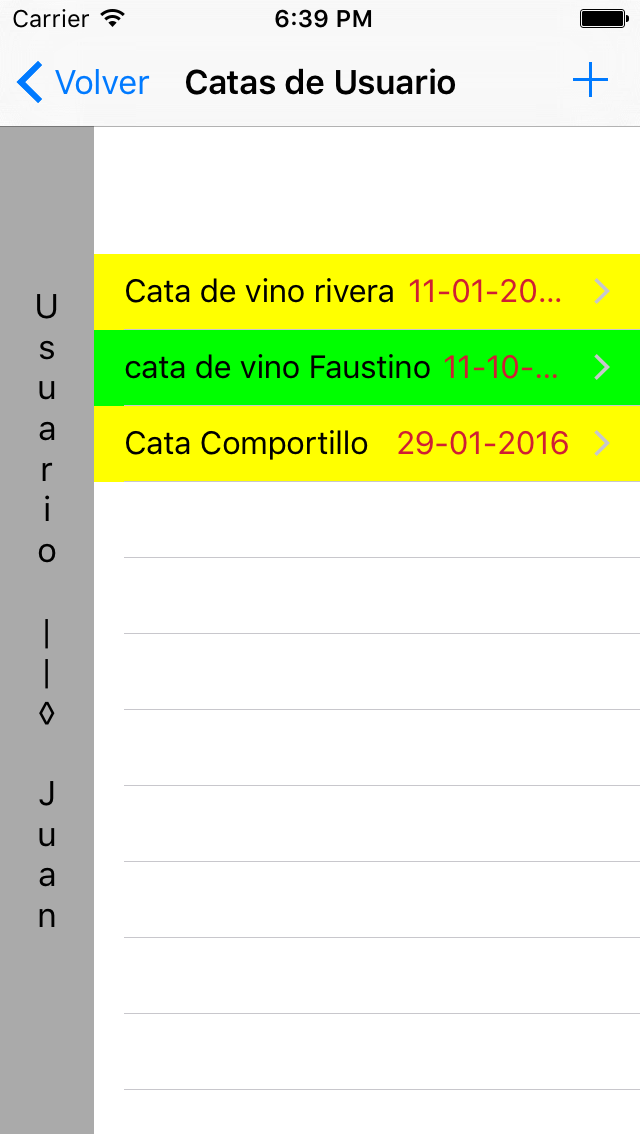 Carrier 6:39 PM
Volver Catas de Usuario +
Cata de vino rivera 11-01-20...
cata de vino Faustino 11-10-...
Cata Comportillo 29-01-2016
U
s
u
a
r
i
o
|
|
◊
J
u
a
n